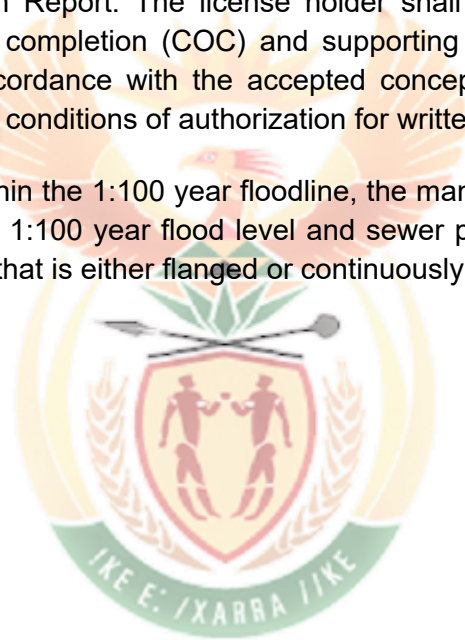 n Report. The license holder shall
completion (COC) and supporting
cordance with the accepted concep
conditions of authorization for writte
hin the 1:100 year floodline, the man
1:100 year flood level and sewer p
that is either flanged or continuously
!KE E: /XARRA //KE